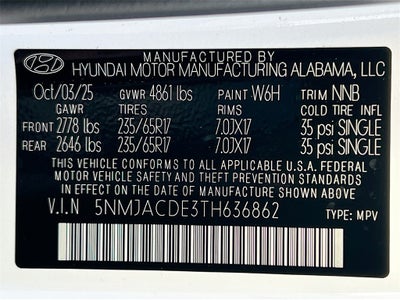 MANUFACTURED BY
HYUNDAI MOTOR MANUFACTURING ALABAMA, LLC
Oct/03/25 GVWR 4861 lbs PAINT W6H TRIM NNB
GAWR TIRES RIMS COLD TIRE INFL.
FRONT 2778 lbs 235/65R17 7.0JX17 35 psi SINGLE
REAR 2646 lbs 235/65R17 7.0JX17 35 psi SINGLE
THIS VEHICLE CONFORMS TO ALL APPLICABLE U.S.A. FEDERAL
MOTOR VEHICLE SAFETY AND THEFT PREVENTION STANDARDS
IN EFFECT ON THE DATE OF MANUFACTURE SHOWN ABOVE.
V.I.N 5NMJACDE3TH636862 TYPE: MPV